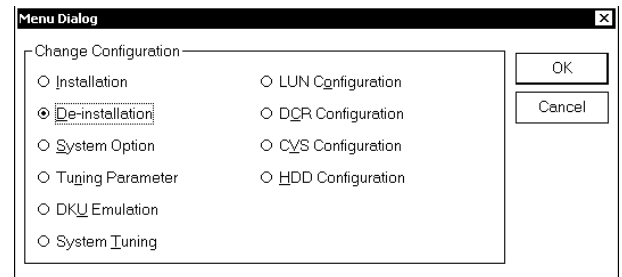 Menu Dialog
Change Configuration
Installation
De-installation
System Option
Tuning Parameter
DKU Emulation
System Tuning
LUN Configuration
DCR Configuration
CVS Configuration
HDD Configuration
OK
Cancel